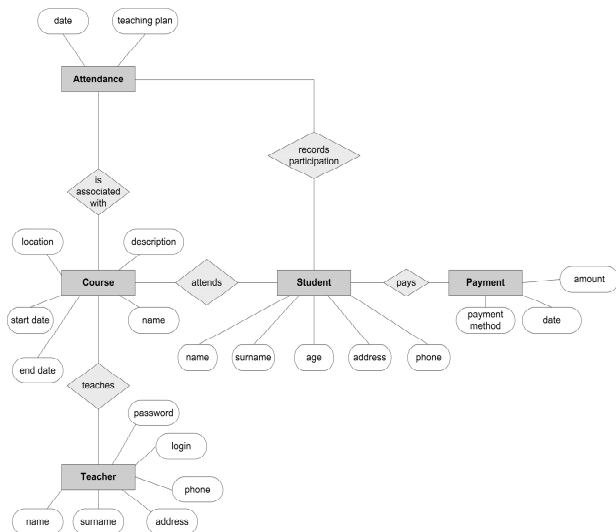 date
teaching plan
Attendance
records
participation
is
associated
with
location
description
Course
attends
Student
pays
Payment
amount
start date
name
payment
method
date
end date
name
surname
age
address
phone
teaches
password
login
Teacher
phone
name
surname
address